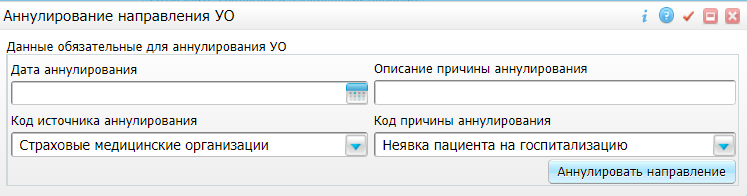 Аннулирование направления УО
Данные обязательные для аннулирования УО
Дата аннулирования
Описание причины аннулирования
Код источника аннулирования
Код причины аннулирования
Страховые медицинские организации
Неявка пациента на госпитализацию
Аннулировать направление